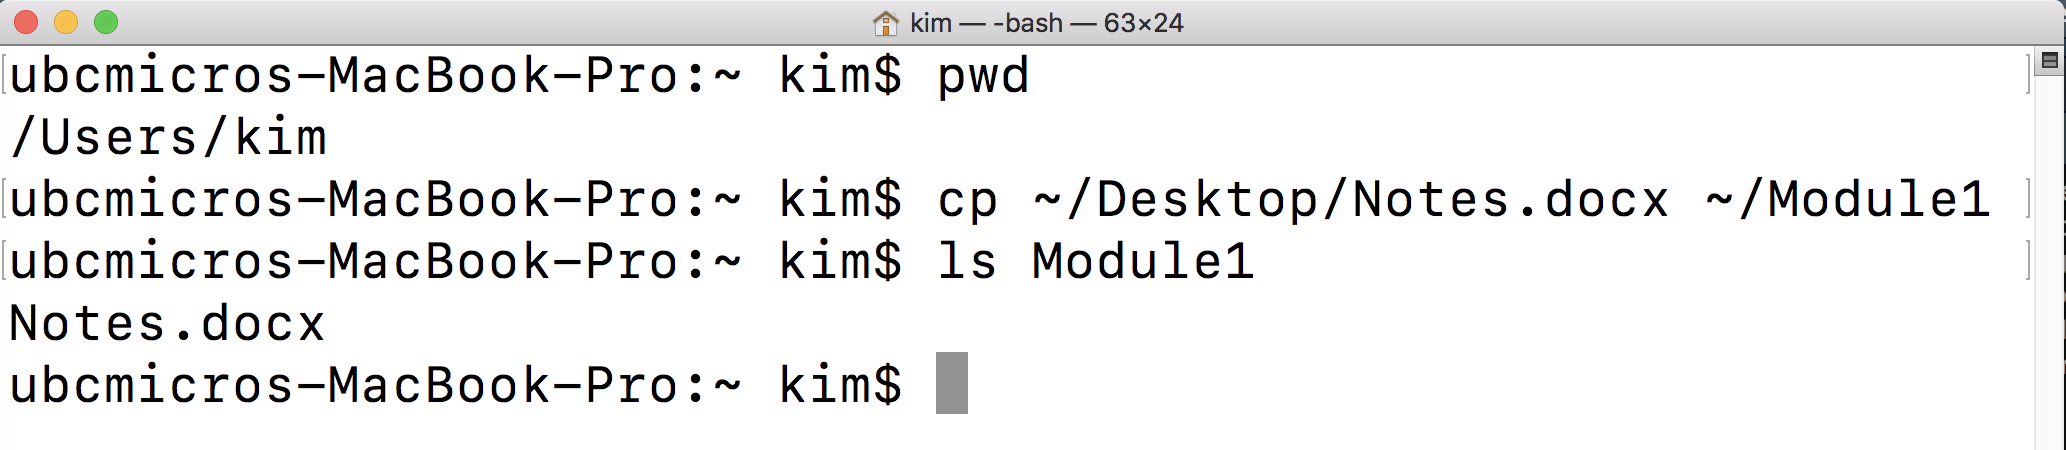 kim — -bash — 63×24
ubcmicros-MacBook-Pro:~ kim$ pwd
/Users/kim
ubcmicros-MacBook-Pro:~ kim$ cp ~/Desktop/Notes.docx ~/Module1
ubcmicros-MacBook-Pro:~ kim$ ls Module1
Notes.docx
ubcmicros-MacBook-Pro:~ kim$